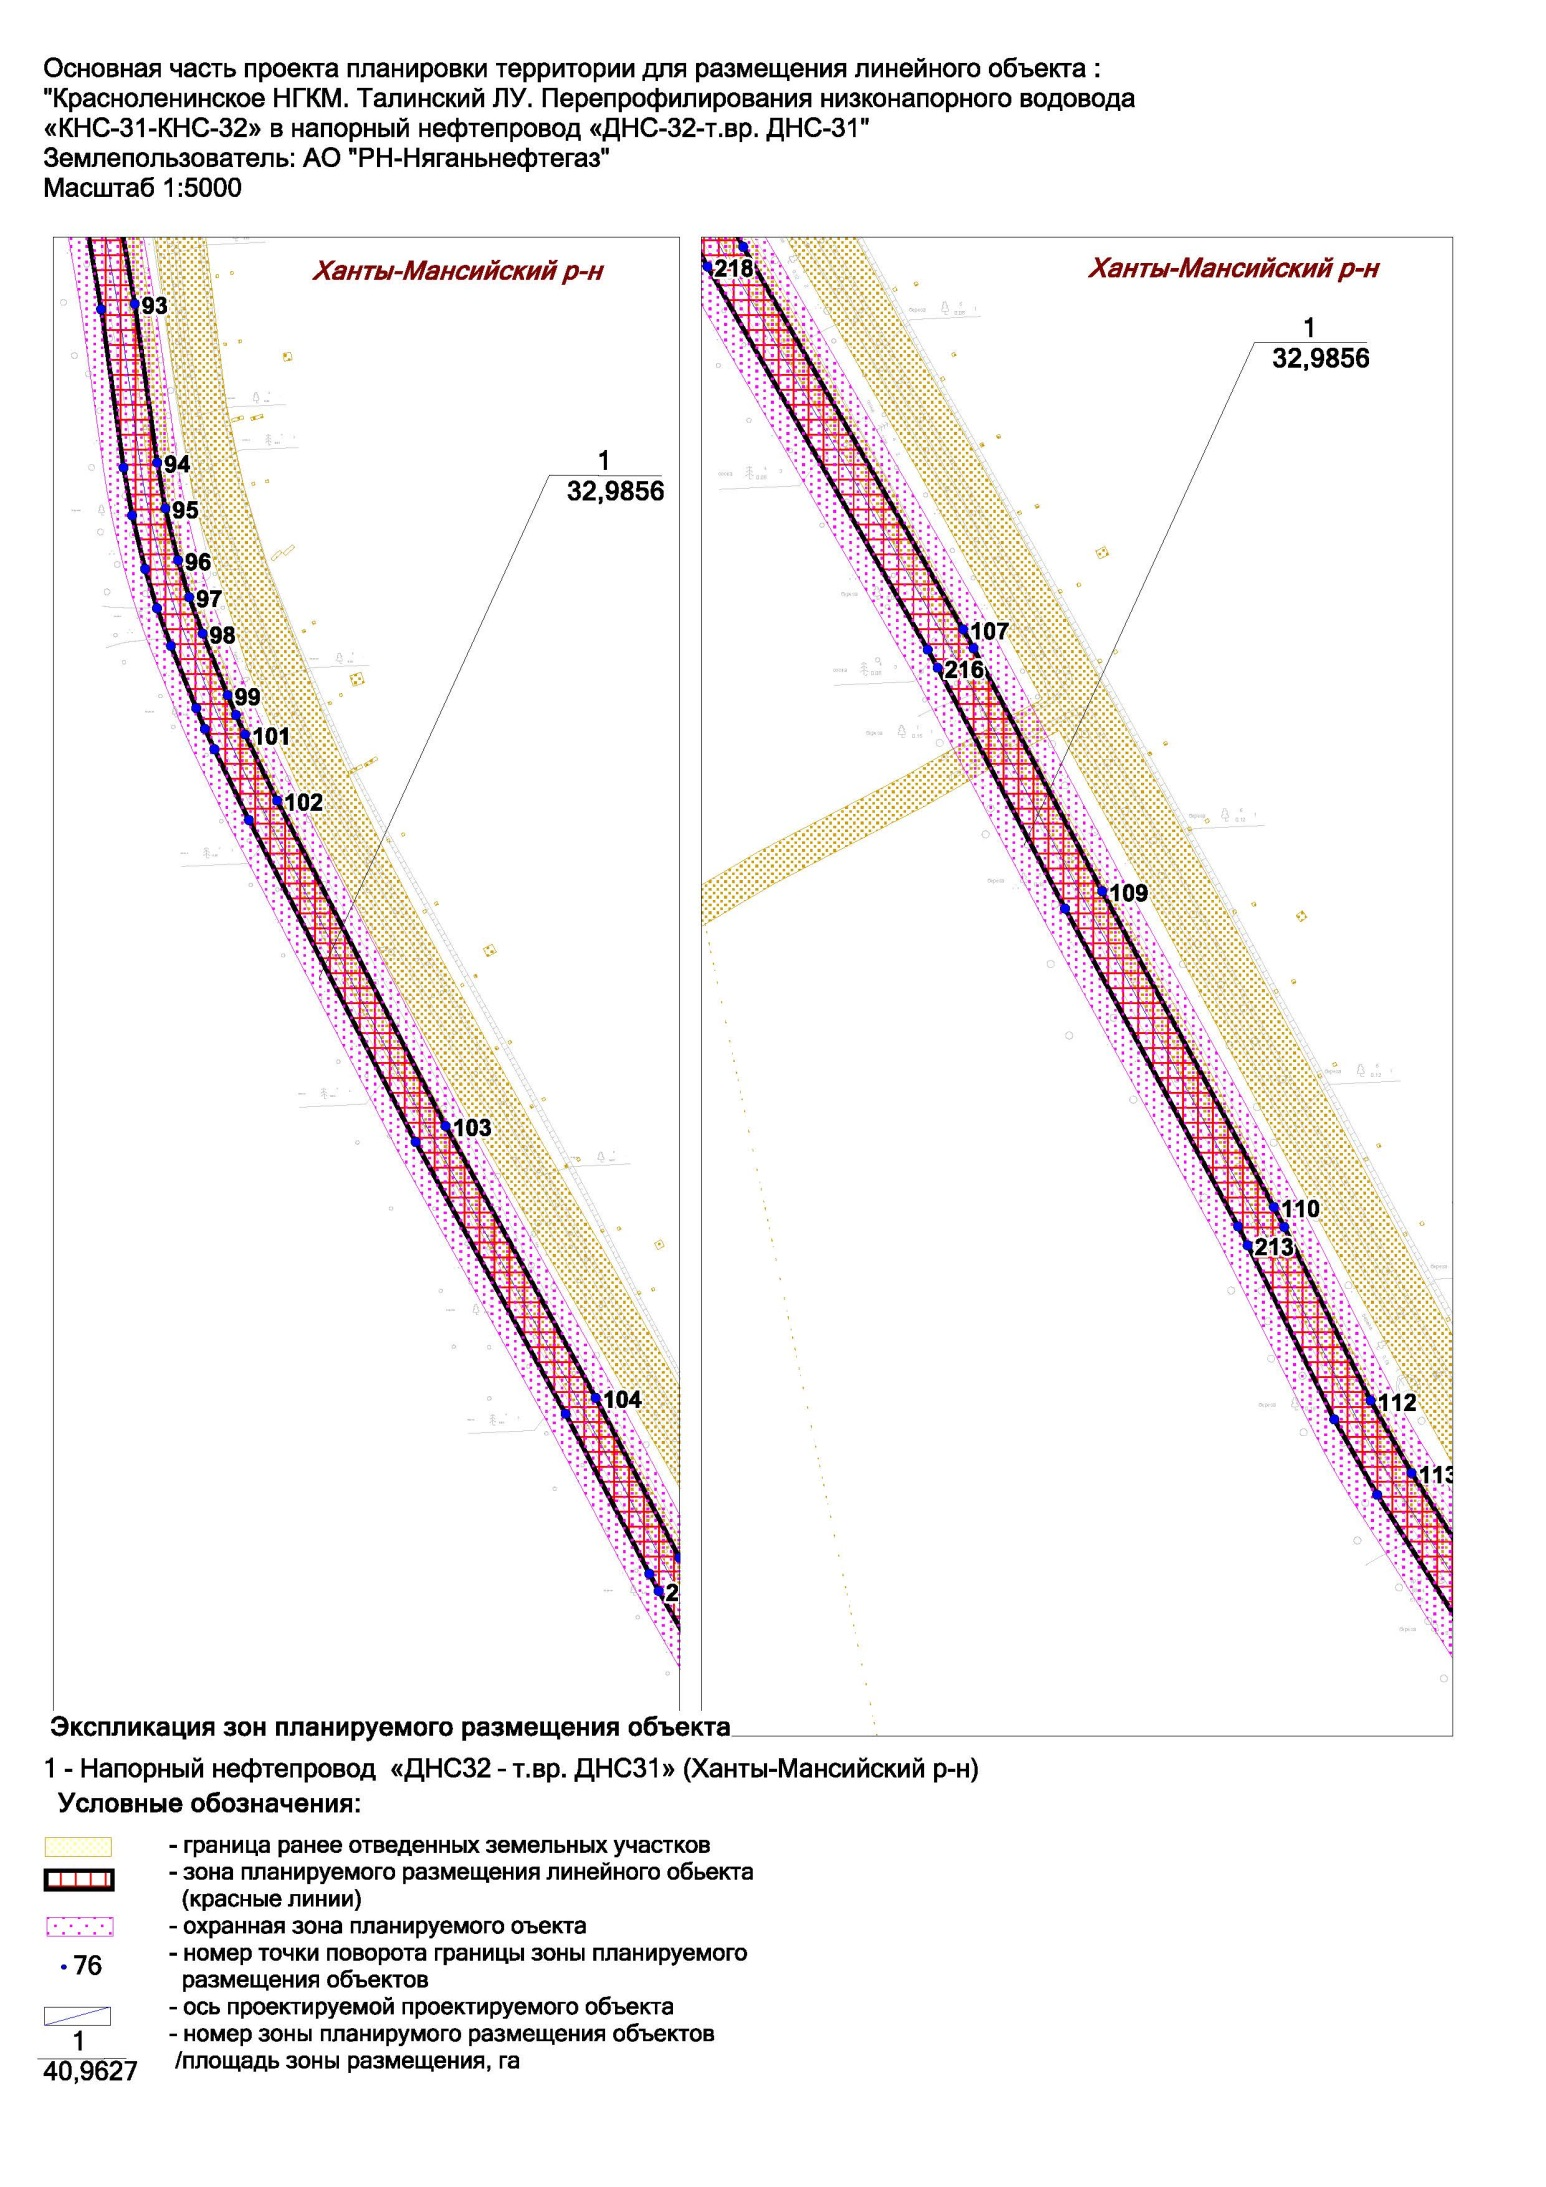 Основная часть проекта планировки территории для размещения линейного объекта :
"Красноленинское НГКМ. Талинский ЛУ. Перепрофилирования низконапорного водовода
«КНС-31-КНС-32» в напорный нефтепровод «ДНС-32-т.вр. ДНС-31"
Землепользователь: АО "РН-Няганьнефтегаз"
Масштаб 1:5000
Ханты-Мансийский р-н
93
94
1
32,9856
95
96
97
98
99
101
102
103
104
2
Ханты-Мансийский р-н
218
1
32,9856
107
216
109
110
213
112
113
Экспликация зон планируемого размещения объекта
1 - Напорный нефтепровод «ДНС32 - т.вр. ДНС31» (Ханты-Мансийский р-н)
Условные обозначения:
- граница ранее отведенных земельных участков
- зона планируемого размещения линейного обьекта
(красные линии)
- охранная зона планируемого оъекта
76
- номер точки поворота границы зоны планируемого
размещения объектов
- ось проектируемой проектируемого объекта
1
40,9627
- номер зоны планирумого размещения объектов
/площадь зоны размещения, га